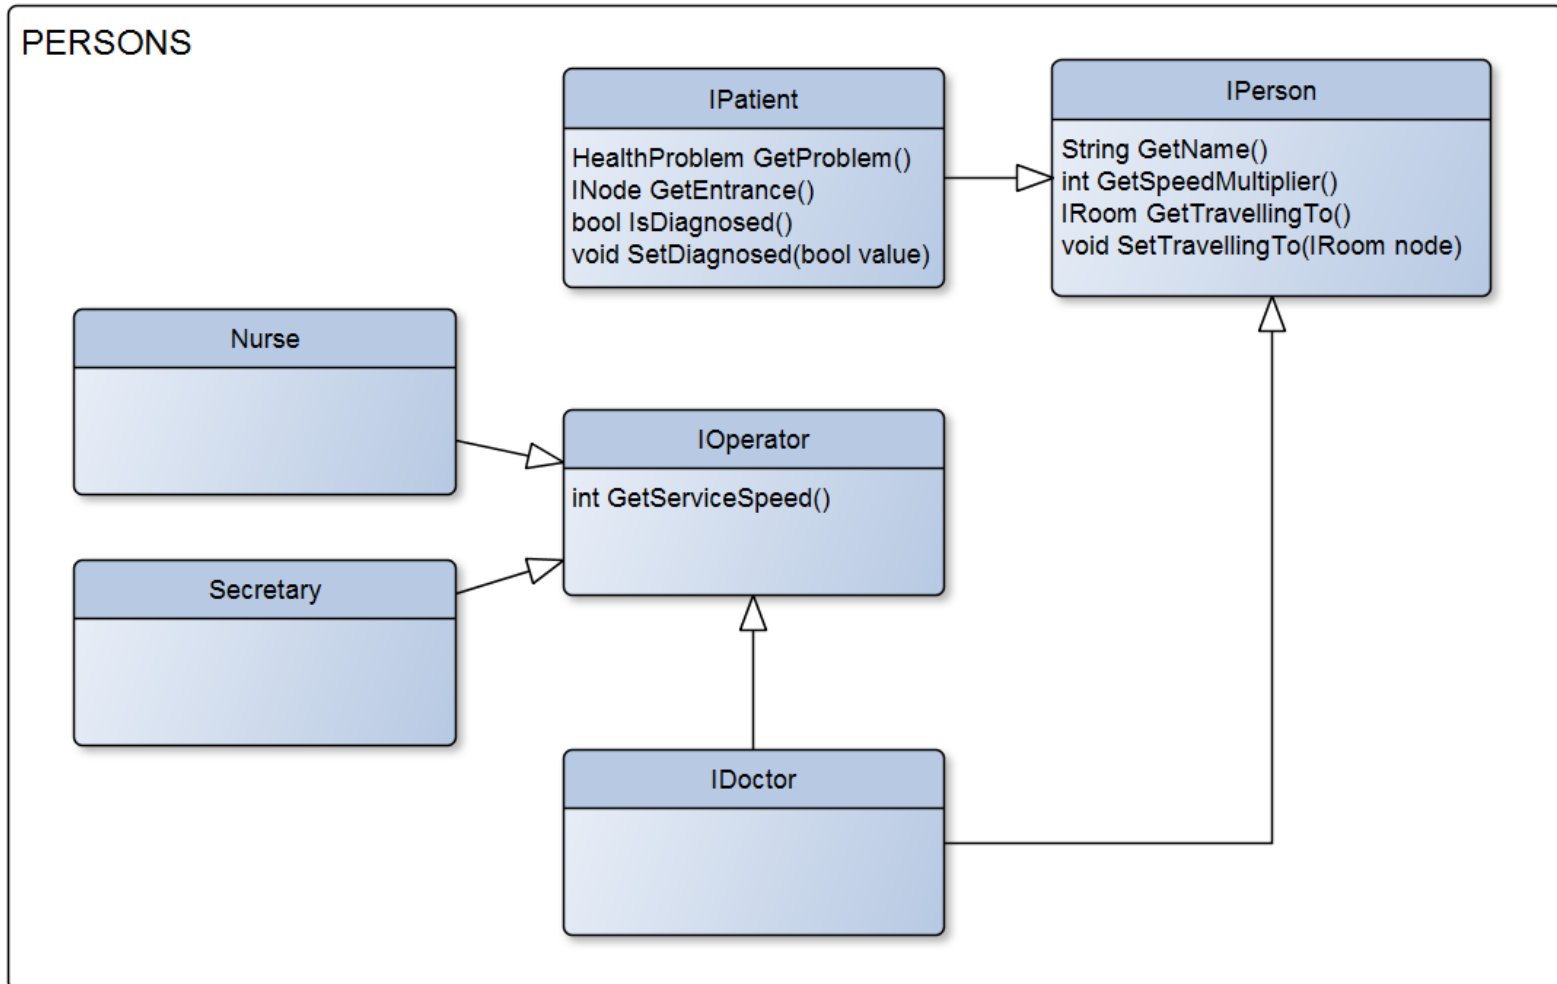 PERSONS
IPatient
HealthProblem GetProblem()
INode GetEntrance()
bool IsDiagnosed()
void SetDiagnosed(bool value)
IPerson
String GetName()
int GetSpeedMultiplier()
IRoom GetTravellingTo()
void SetTravellingTo(IRoom node)
Nurse
IOperator
int GetServiceSpeed()
Secretary
IDoctor